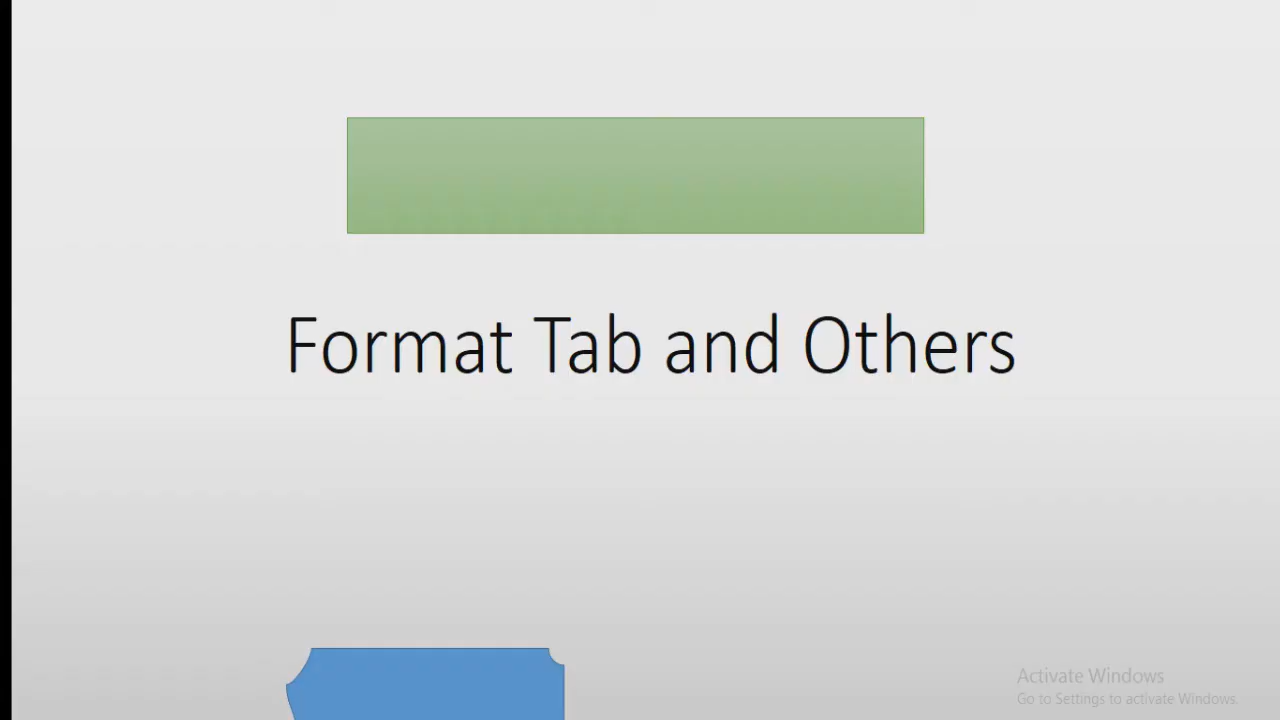 Format Tab and Others
Activate Windows
Go to Settings to activate Windows.